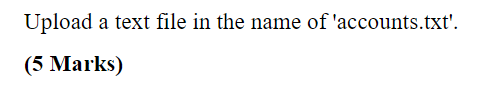 Upload a text file in the name of 'accounts.txt'.
(5 Marks)